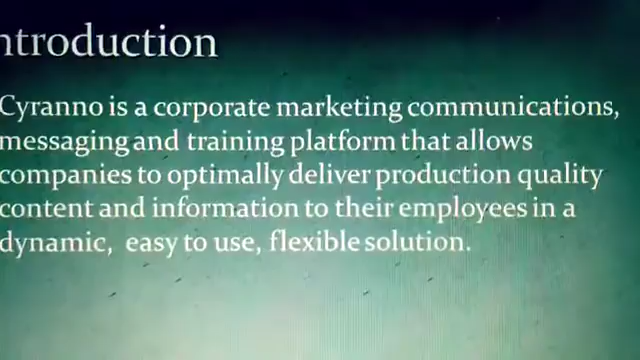 ntroduction
Cyranno is a corporate marketing communications,
messaging and training platform that allows
companies to optimally deliver production quality
content and information to their employees in a
dynamic, easy to use, flexible solution.